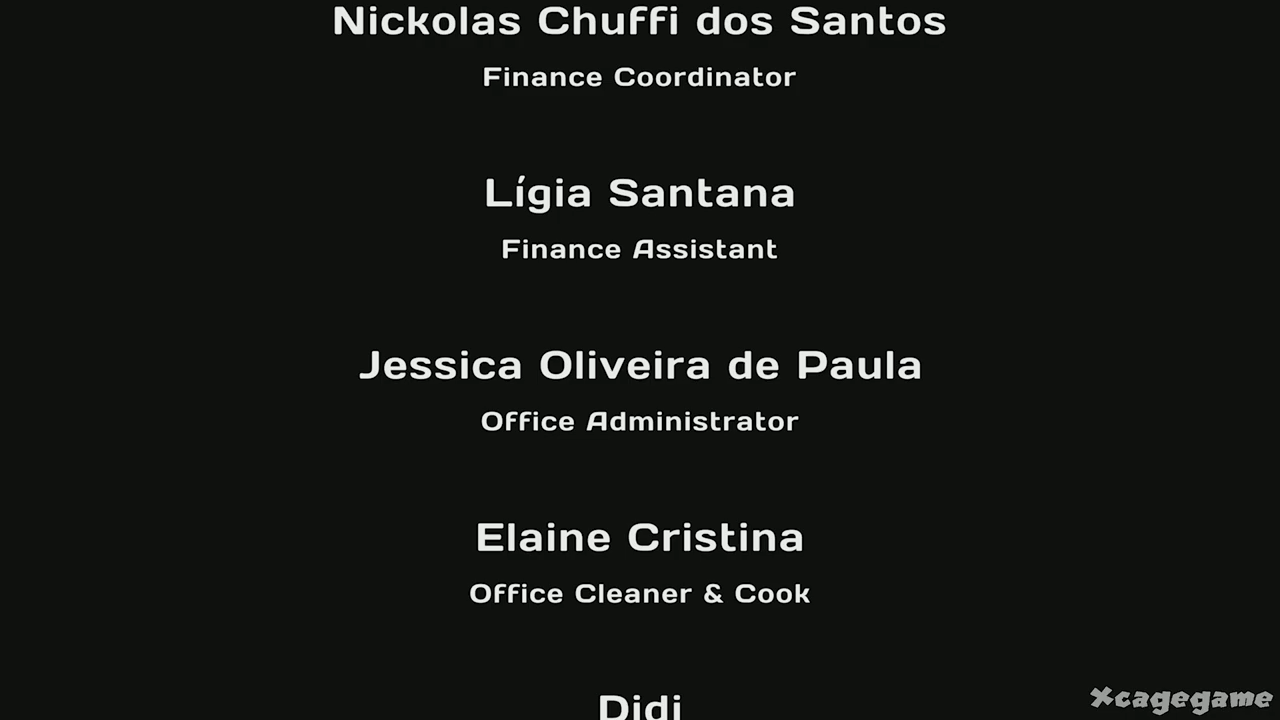 Nickolas Chuffi dos Santos
Finance Coordinator
Lígia Santana
Finance Assistant
Jessica Oliveira de Paula
Office Administrator
Elaine Cristina
Office Cleaner & Cook
Didi
Xcagegame